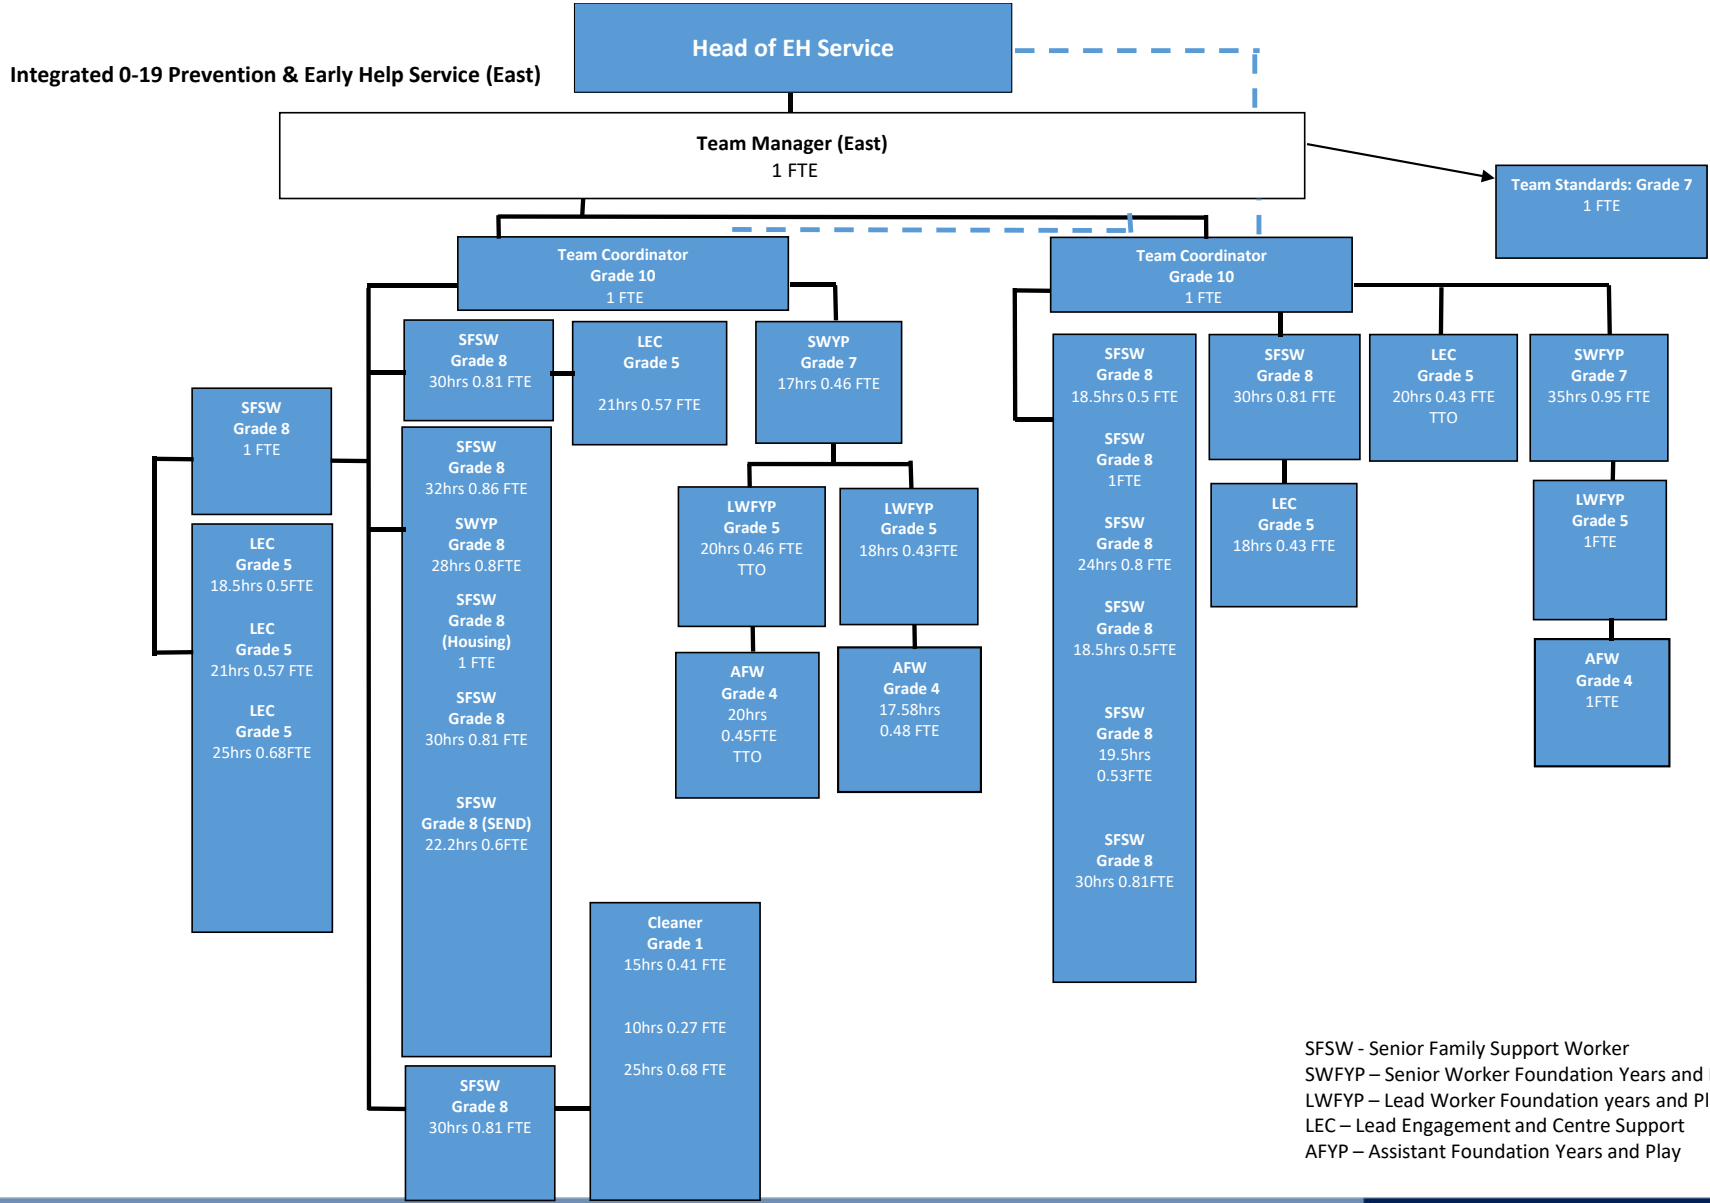 Head of EH Service
Integrated 0-19 Prevention & Early Help Service (East)
Team Manager (East)
1 FTE
Team Standards: Grade 7
1 FTE
Team Coordinator
Grade 10
1 FTE
Team Coordinator
Grade 10
1 FTE
SFSW
Grade 8
1 FTE
LEC
Grade 5
18.5hrs 0.5FTE
LEC
Grade 5
21hrs 0.57 FTE
LEC
Grade 5
25hrs 0.68FTE
SFSW
Grade 8
30hrs 0.81 FTE
LEC
Grade 5
21hrs 0.57 FTE
SFSW
Grade 8
32hrs 0.86 FTE
SWYP
Grade 8
28hrs 0.8FTE
SFSW
Grade 8
(Housing)
1 FTE
SFSW
Grade 8
30hrs 0.81 FTE
SFSW
Grade 8 (SEND)
22.2hrs 0.6FTE
SFSW
Grade 8
30hrs 0.81 FTE
Cleaner
Grade 1
15hrs 0.41 FTE
10hrs 0.27 FTE
25hrs 0.68 FTE
SWYP
Grade 7
17hrs 0.46 FTE
LWFYP
Grade 5
20hrs 0.46 FTE
TTO
LWFYP
Grade 5
18hrs 0.43FTE
AFW
Grade 4
20hrs
0.45FTE
TTO
AFW
Grade 4
17.58hrs
0.48 FTE
SFSW
Grade 8
18.5hrs 0.5 FTE
SFSW
Grade 8
1FTE
SFSW
Grade 8
24hrs 0.8 FTE
SFSW
Grade 8
18.5hrs 0.5FTE
SFSW
Grade 8
19.5hrs
0.53FTE
SFSW
Grade 8
30hrs 0.81FTE
SFSW
Grade 8
30hrs 0.81 FTE
LEC
Grade 5
18hrs 0.43 FTE
LEC
Grade 5
20hrs 0.43 FTE
TTO
SWFYP
Grade 7
35hrs 0.95 FTE
LWFYP
Grade 5
1FTE
AFW
Grade 4
1FTE
SFSW - Senior Family Support Worker
SWFYP – Senior Worker Foundation Years and
LWFYP – Lead Worker Foundation years and Pl
LEC – Lead Engagement and Centre Support
AFYP – Assistant Foundation Years and Play